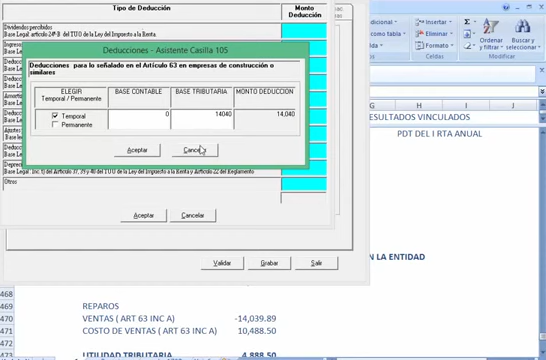 Tipo de Deducción
Monto
Deducción
Dividendos percibidos
Base Legal: artículo 24º-B del TUO de la Ley del Impuesto a la Renta.
Deducciones - Asistente Casilla 105
Deducciones para lo señalado en el Artículo 63 en empresas de construcción o
similares
ELEGIR
Temporal / Permanente
BASE CONTABLE
BASE TRIBUTARIA
MONTO DEDUCCION
Temporal
0
14040
14,040
Permanente
Aceptar
Cancelar
Base Legal: Inc. f) del Artículo 37, 39 y 40 del TUO de la Ley del Impuesto a la Renta y Artículo 22 del Reglamento
Otros
Aceptar
Cancelar
Validar
Grabar
Salir
Insertar
Eliminar
Formato
Celdas
Ordenar
y filtrar
Buscar y
seleccionar
Modificar
G
H
I
J
RESULTADOS VINCULADOS
PDT DEL I RTA ANUAL
EN LA ENTIDAD
468
469
REPAROS
470
VENTAS ( ART 63 INC A)
-14,039.89
471
COSTO DE VENTAS ( ART 63 INC A)
10,488.50
473
UTILIDAD TRIBUTARIA
4,888.50